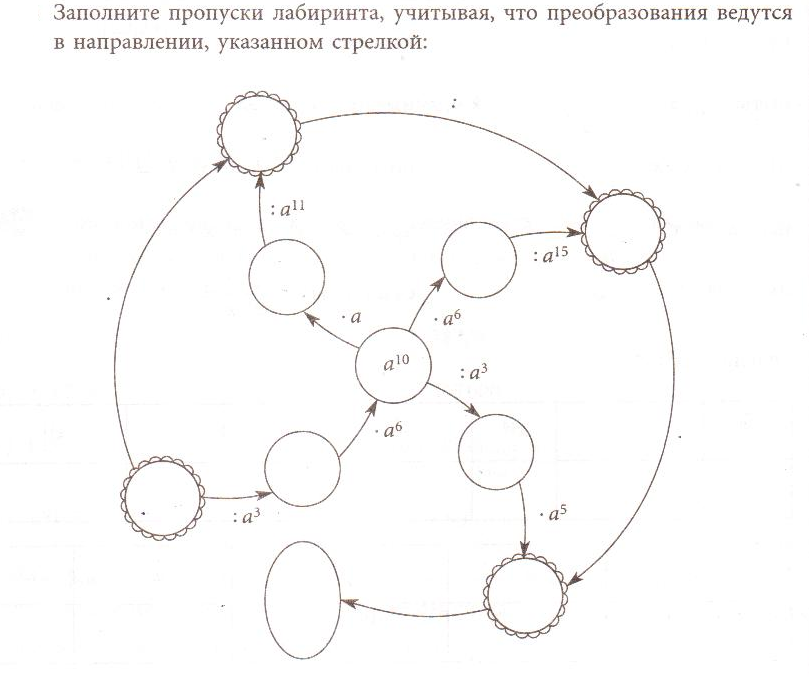 Заполните пропуски лабиринта, учитывая, что преобразования ведутся
в направлении, указанном стрелкой:
:
: a¹¹
: a¹⁵
· a
· a⁶
a¹⁰
: a³
· a⁶
: a³
· a⁵